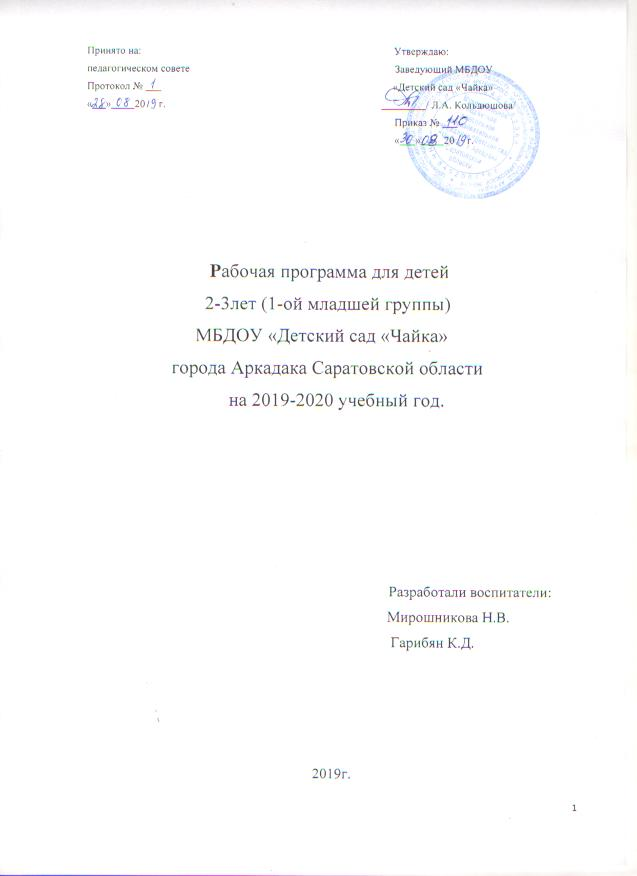 Принято на:
педагогическом совете
Протокол № 1
«28» 08 2019 г.
Утверждаю:
Заведующий МБДОУ
«Детский сад «Чайка»
/ Л.А. Кольдюшова/
Приказ № 110
«30»08 2019г.
Рабочая программа для детей
2-3лет (1-ой младшей группы)
МБДОУ «Детский сад «Чайка»
города Аркадака Саратовской области
на 2019-2020 учебный год.
Разработали воспитатели:
Мирошникова Н.В.
Гарибян К.Д.
2019г.
1